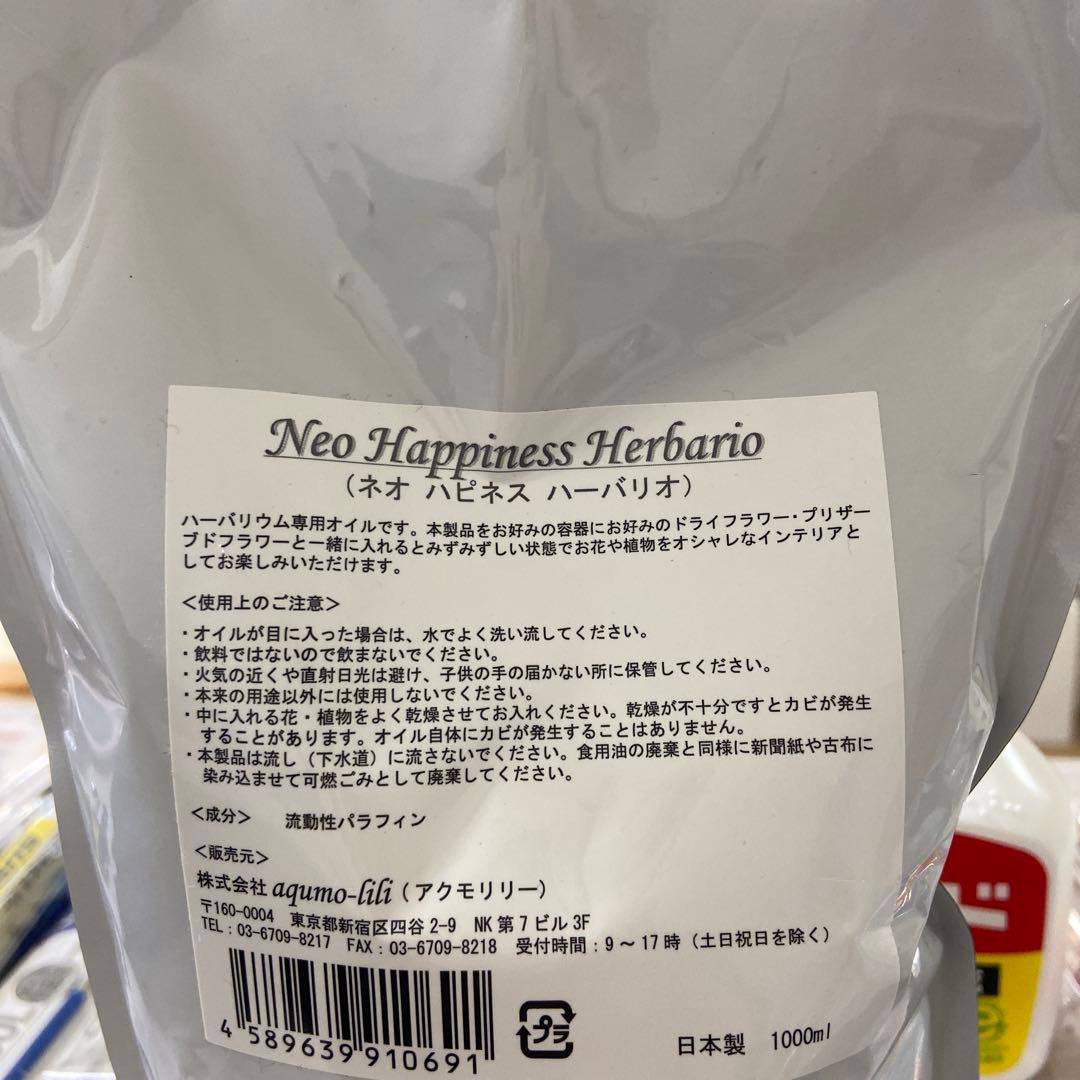 Neo Happiness Herbario
（ネオ ハピネス ハーバリオ）
ハーバリウム専用オイルです。本製品をお好みの容器にお好みのドライフラワー・プリザー
ブドフラワーと一緒に入れるとみずみずしい状態でお花や植物をオシャレなインテリアと
してお楽しみいただけます。
＜使用上のご注意＞
・オイルが目に入った場合は、水でよく洗い流してください。
・飲料ではないので飲まないでください。
・火気の近くや直射日光は避け、子供の手の届かない所に保管してください。
・本来の用途以外には使用しないでください。
・中に入れる花・植物をよく乾燥させてお入れください。乾燥が不十分ですとカビが発生
することがあります。オイル自体にカビが発生することはありません。
・本製品は流し（下水道）に流さないでください。食用油の廃棄と同様に新聞紙や古布に
染み込ませて可燃ごみとして廃棄してください。
＜成分＞ 流動性パラフィン
＜販売元＞
株式会社 aqumo-lili（アクモリリー）
〒160-0004 東京都新宿区四谷 2-9 NK 第 7 ビル 3F
TEL：03-6709-8217 FAX：03-6709-8218 受付時間：9 ～ 17 時（土日祝日を除く）
4 589639 910691
プラ
日本製 1000ml
ド